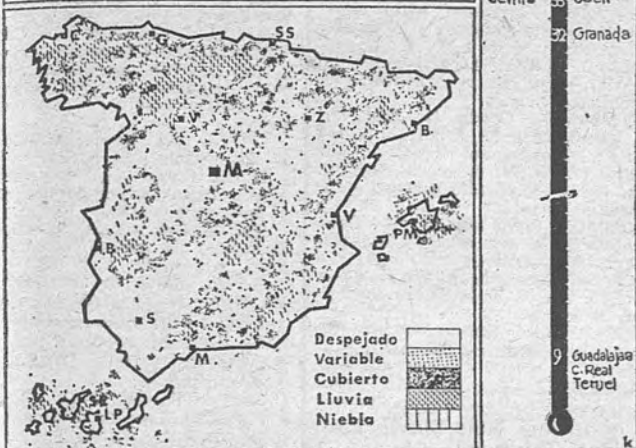 C
G
SS
V
Z
B
M
V
PM
B
S
M
LP
Despejado
Variable
Cubierto
Lluvia
Niebla
32 Granada
9 Guadalajara
C. Real
Teruel